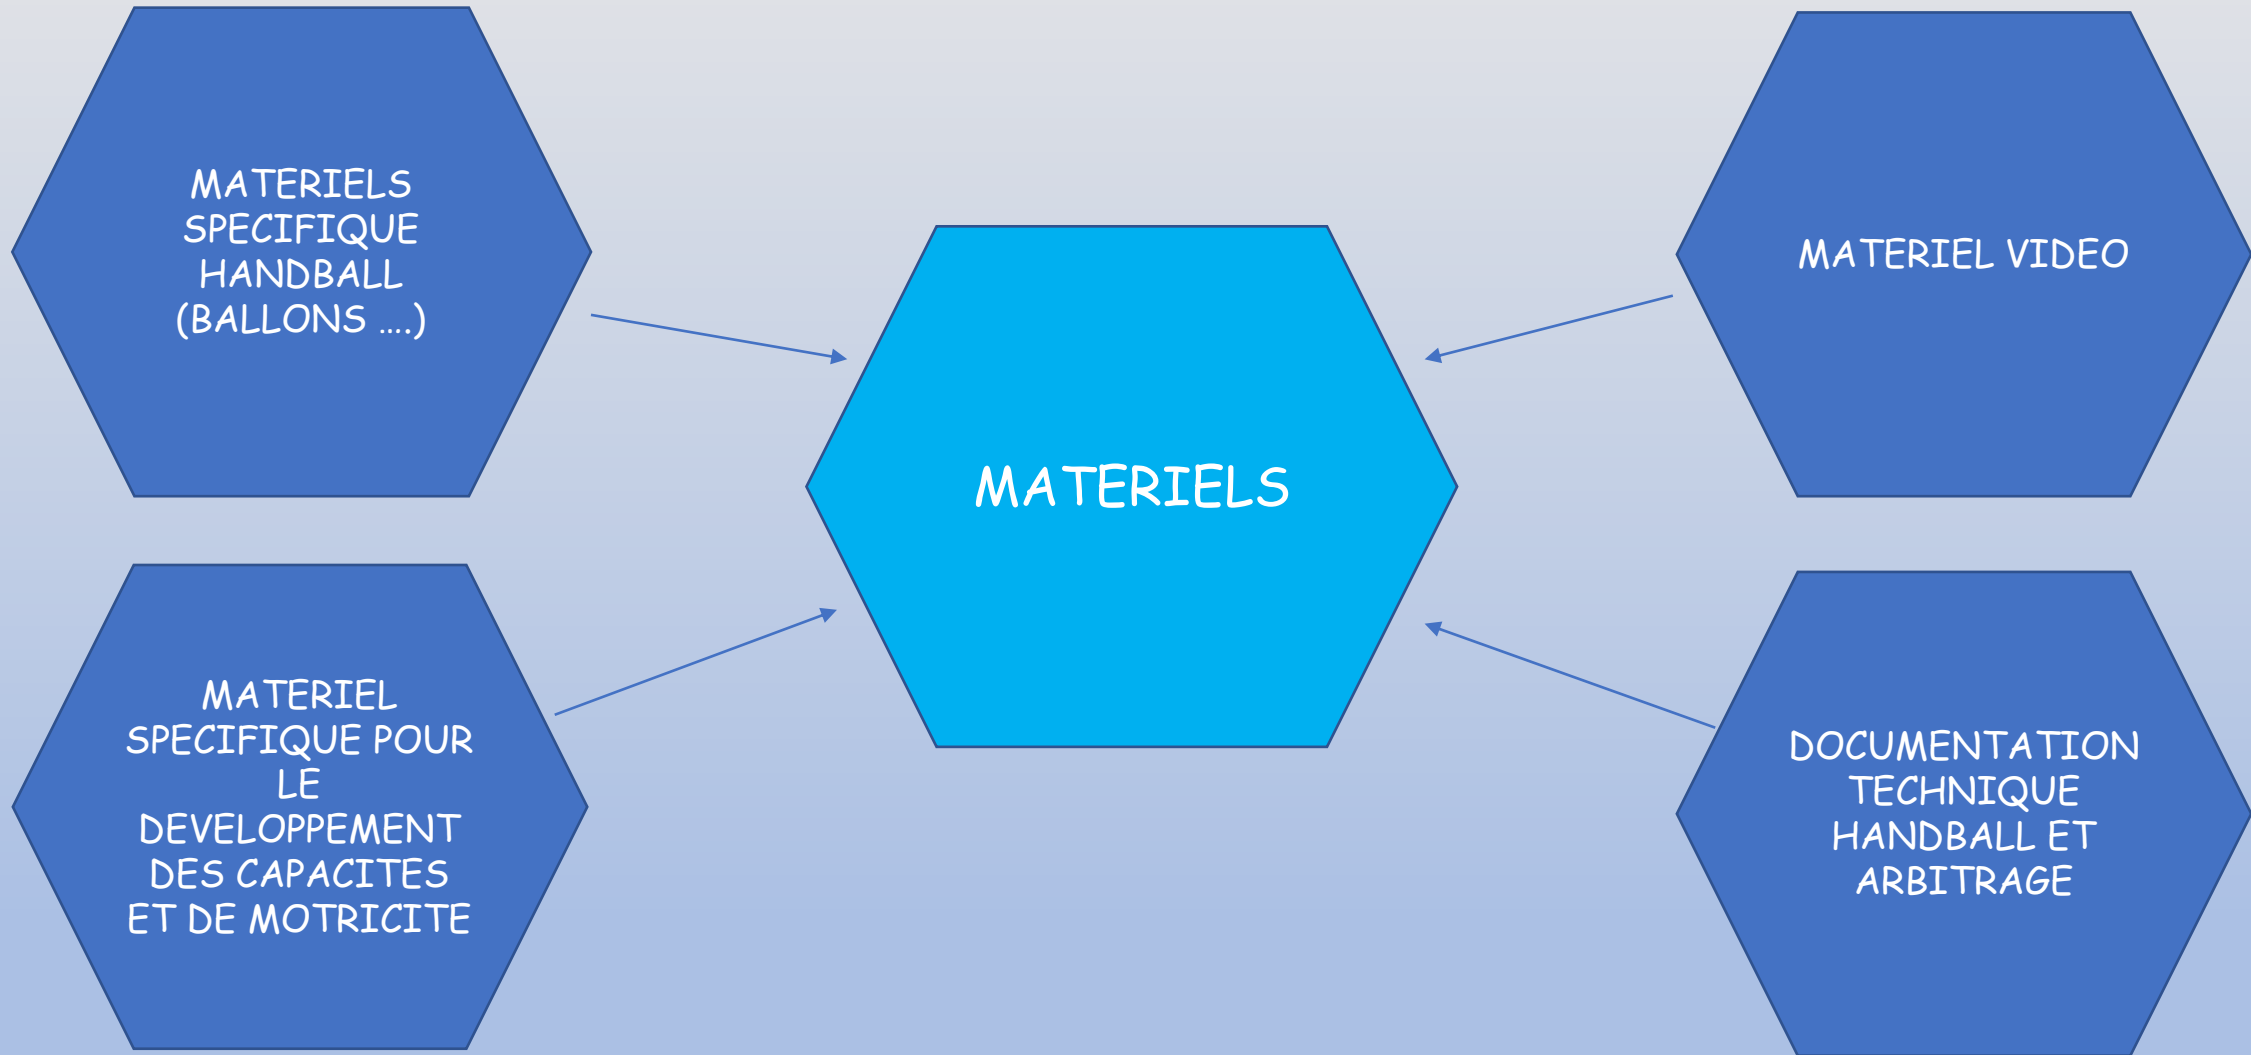 MATERIELS
SPECIFIQUE
HANDBALL
(BALLONS ....)
MATERIEL VIDEO
MATERIELS
MATERIEL
SPECIFIQUE POUR
LE
DEVELOPPEMENT
DES CAPACITES
ET DE MOTRICITE
DOCUMENTATION
TECHNIQUE
HANDBALL ET
ARBITRAGE